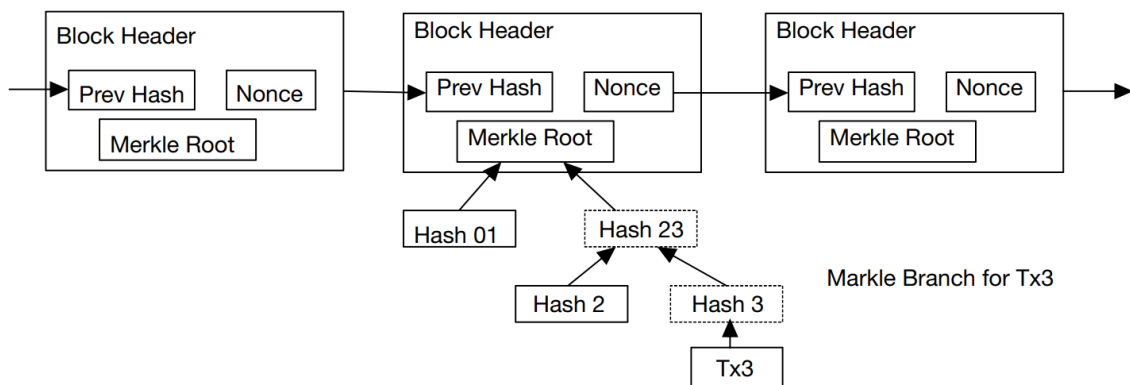 Block Header
Prev Hash
Nonce
Merkle Root
Block Header
Prev Hash
Nonce
Merkle Root
Block Header
Prev Hash
Nonce
Merkle Root
Hash 01
Hash 23
Hash 2
Hash 3
Markle Branch for Tx3
Tx3